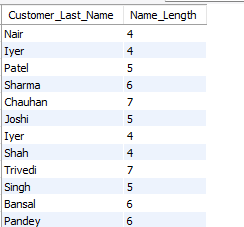 Customer_Last_Name Name_Length
Nair 4
Iyer 4
Patel 5
Sharma 6
Chauhan 7
Joshi 5
Iyer 4
Shah 4
Trivedi 7
Singh 5
Bansal 6
Pandey 6